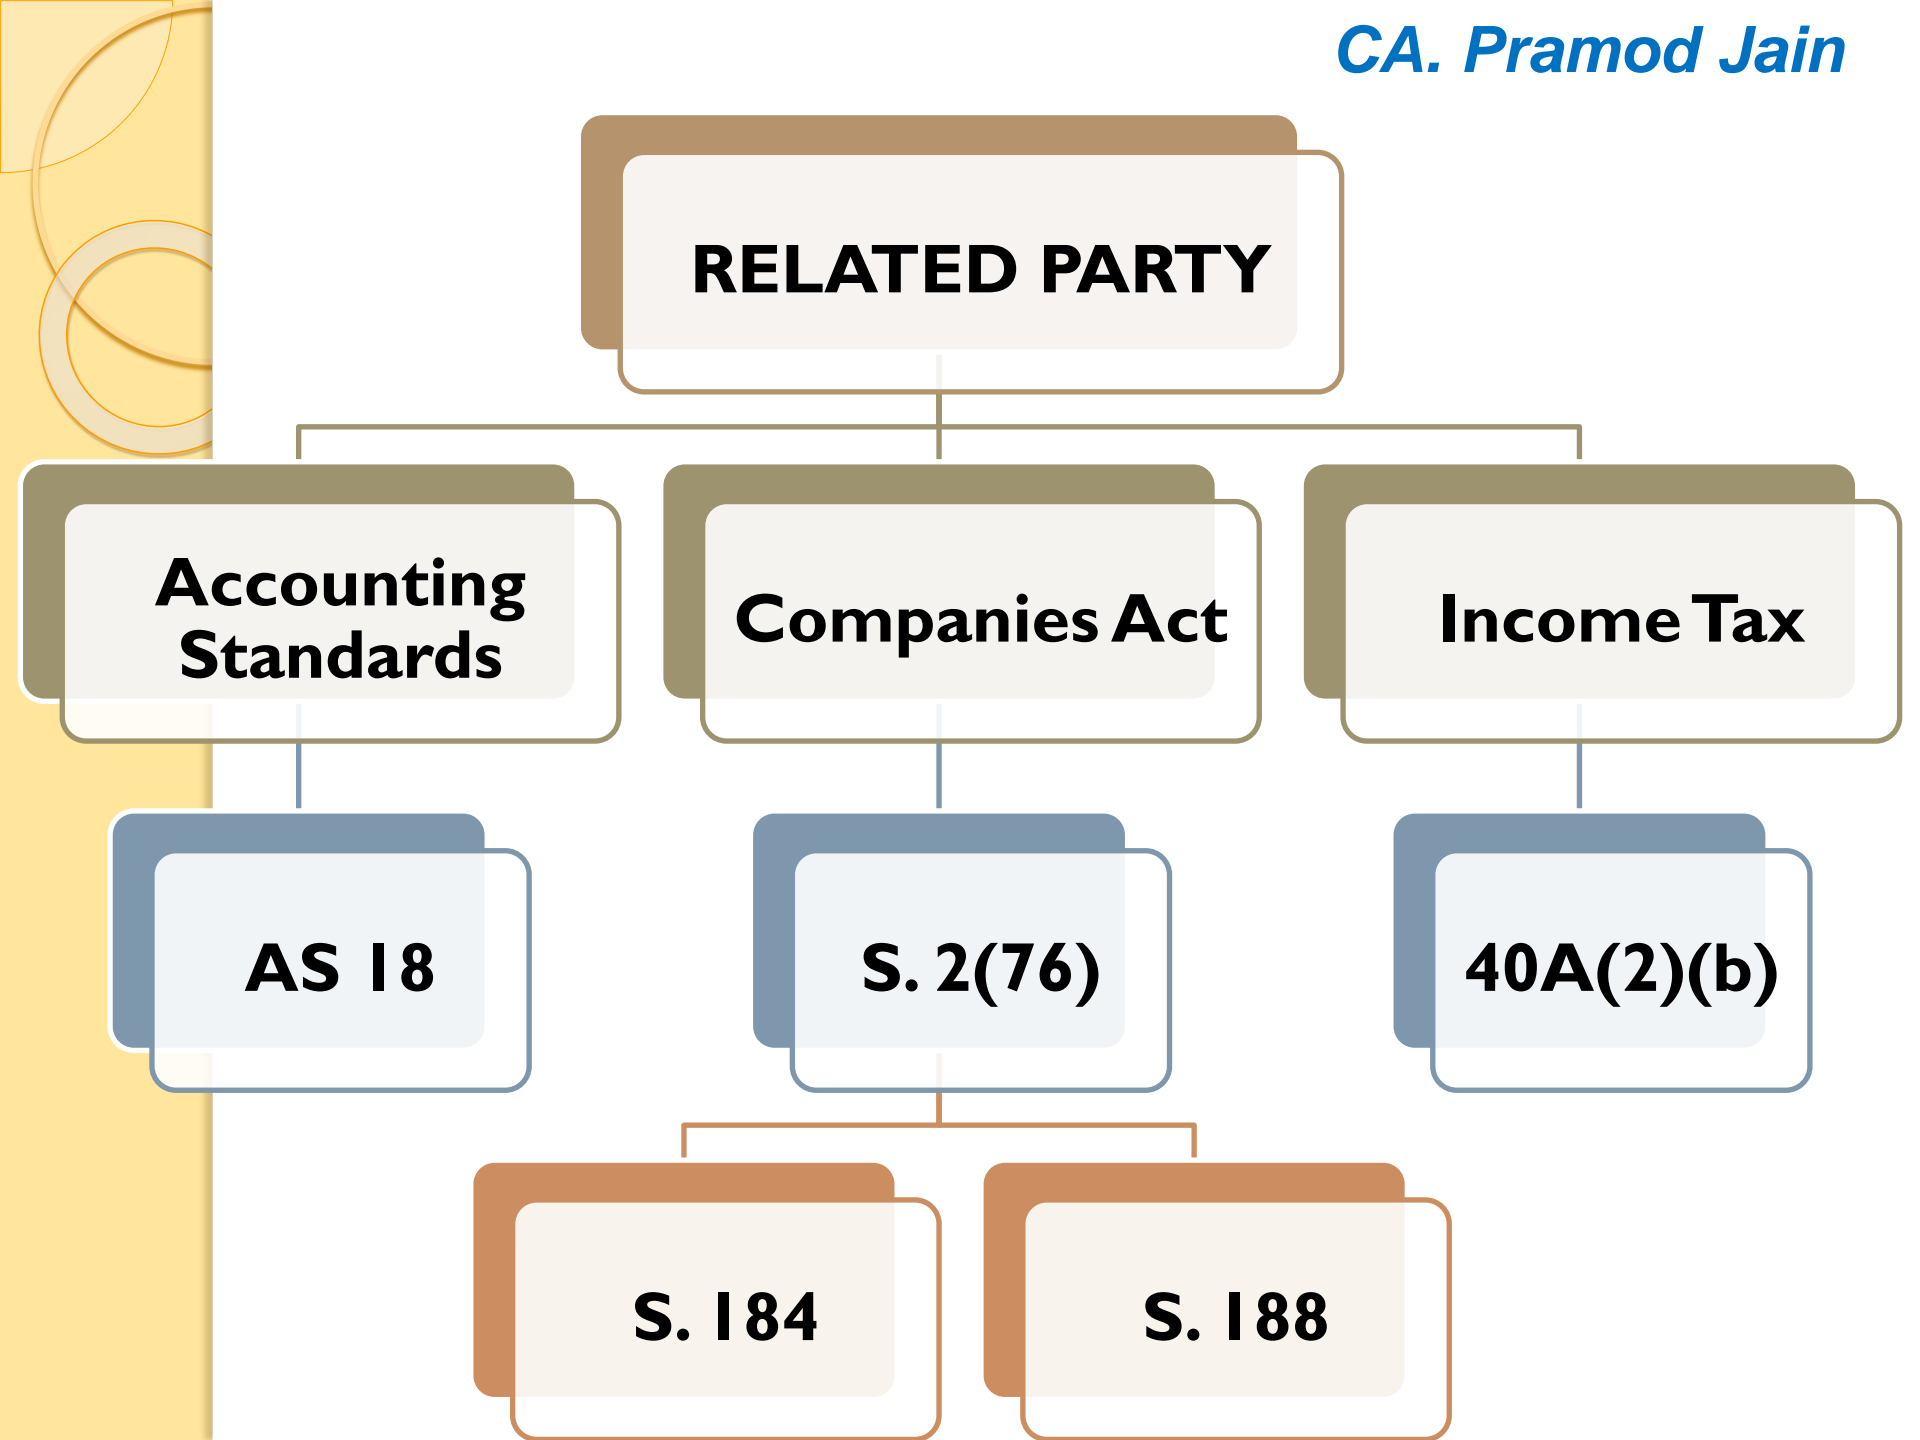 CA. Pramod Jain
RELATED PARTY
Accounting
Standards
Companies Act
Income Tax
AS 18
S. 2(76)
40A(2)(b)
S. 184
S. 188